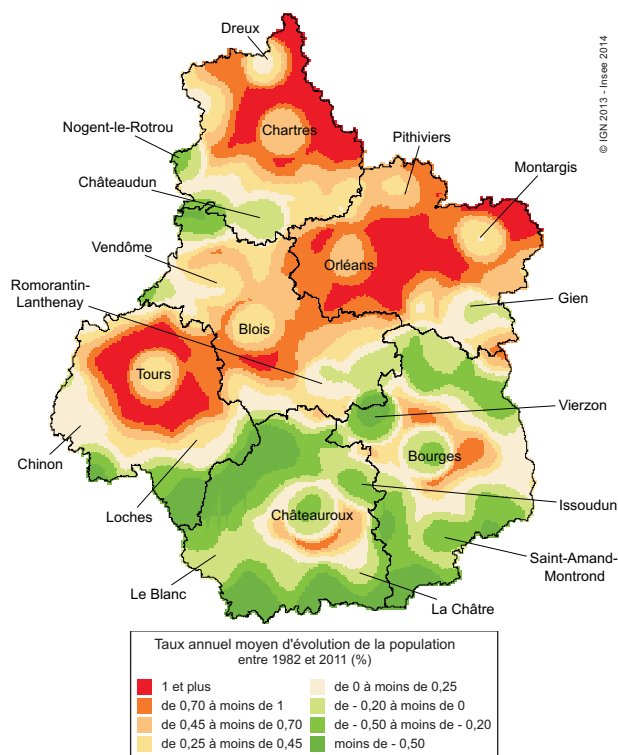 Dreux
© IGN 2013 - Insee 2014
Chartres
Pithiviers
Nogent-le-Rotrou
Montargis
Châteaudun
Vendôme
Orléans
Romorantin-
Lanthenay
Gien
Blois
Tours
Vierzon
Chinon
Bourges
Issoudun
Loches
Châteauroux
Saint-Amand-
Montrond
Le Blanc
La Châtre
Taux annuel moyen d'évolution de la population
entre 1982 et 2011 (%)
1 et plus
de 0,70 à moins de 1
de 0,45 à moins de 0,70
de 0,25 à moins de 0,45
de 0 à moins de 0,25
de - 0,20 à moins de 0
de - 0,50 à moins de - 0,20
moins de - 0,50